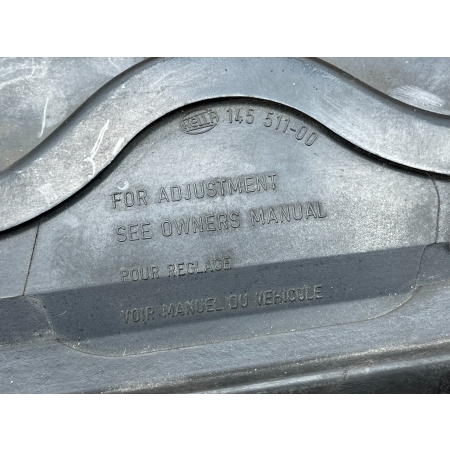 HELLA 145 511-00
FOR ADJUSTMENT
SEE OWNERS MANUAL
POUR REGLAGE
VOIR MANUEL DU VEHICULE